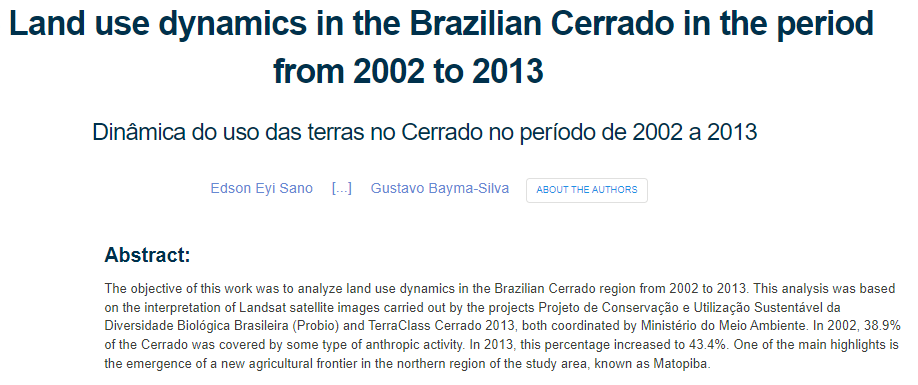 Land use dynamics in the Brazilian Cerrado in the period
from 2002 to 2013
Dinâmica do uso das terras no Cerrado no período de 2002 a 2013
Edson Eyi Sano [...] Gustavo Bayma-Silva ABOUT THE AUTHORS
Abstract:
The objective of this work was to analyze land use dynamics in the Brazilian Cerrado region from 2002 to 2013. This analysis was based
on the interpretation of Landsat satellite images carried out by the projects Projeto de Conservação e Utilização Sustentável da
Diversidade Biológica Brasileira (Probio) and TerraClass Cerrado 2013, both coordinated by Ministério do Meio Ambiente. In 2002, 38.9%
of the Cerrado was covered by some type of anthropic activity. In 2013, this percentage increased to 43.4%. One of the main highlights is
the emergence of a new agricultural frontier in the northern region of the study area, known as Matopiba.